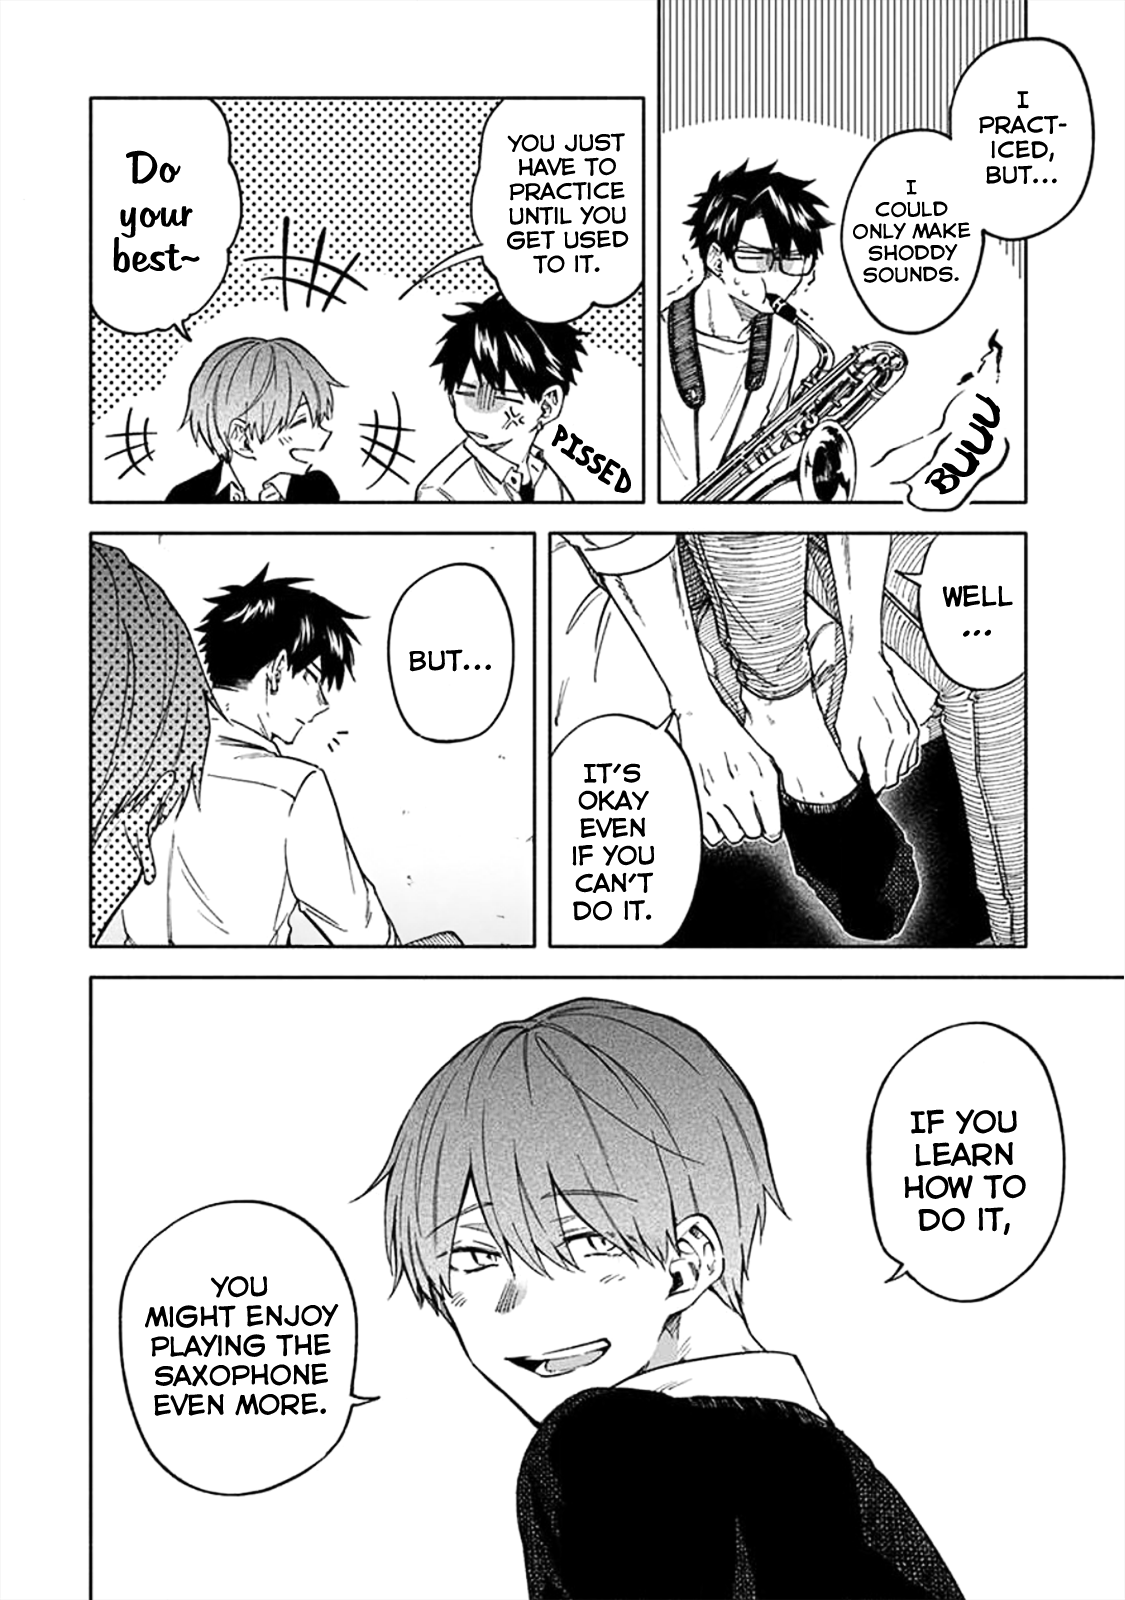 I
PRACT-
ICED,
BUT...
I
COULD
ONLY MAKE
SHODDY
SOUNDS.
BUUU
YOU JUST
HAVE TO
PRACTICE
UNTIL YOU
GET USED
TO IT.
PISSED
Do
your
best~
WELL
...
IT'S
OKAY
EVEN
IF YOU
CAN'T
DO IT.
BUT...
IF YOU
LEARN
HOW TO
DO IT,
YOU
MIGHT ENJOY
PLAYING THE
SAXOPHONE
EVEN MORE.